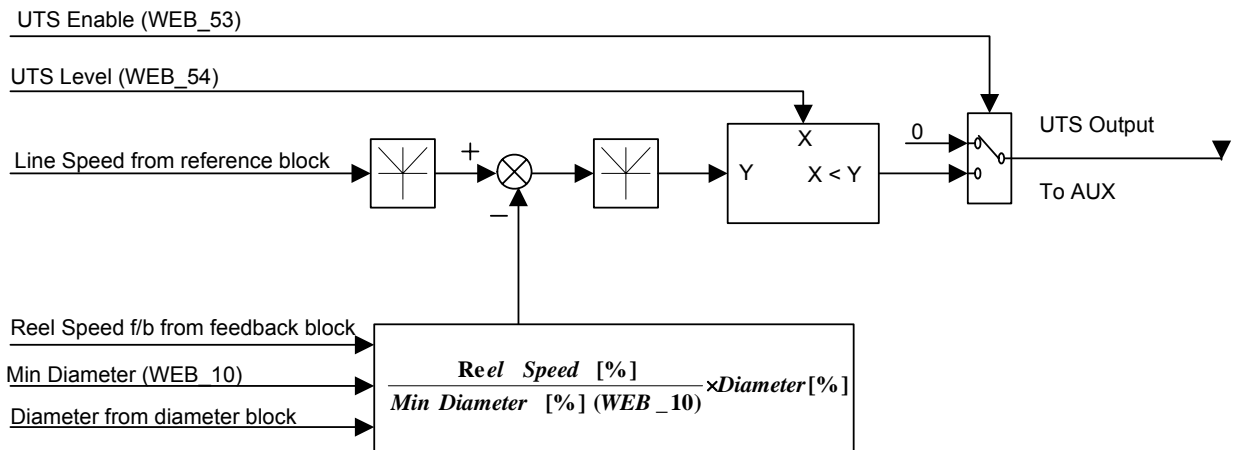 UTS Enable (WEB_53)
UTS Level (WEB_54)
Line Speed from reference block
+
−
Y
X
X < Y
0
UTS Output
To AUX
Reel Speed f/b from feedback block
Min Diameter (WEB_10)
Diameter from diameter block
Reel Speed [%]
Min Diameter [%] (WEB_10)
×Diameter[%]